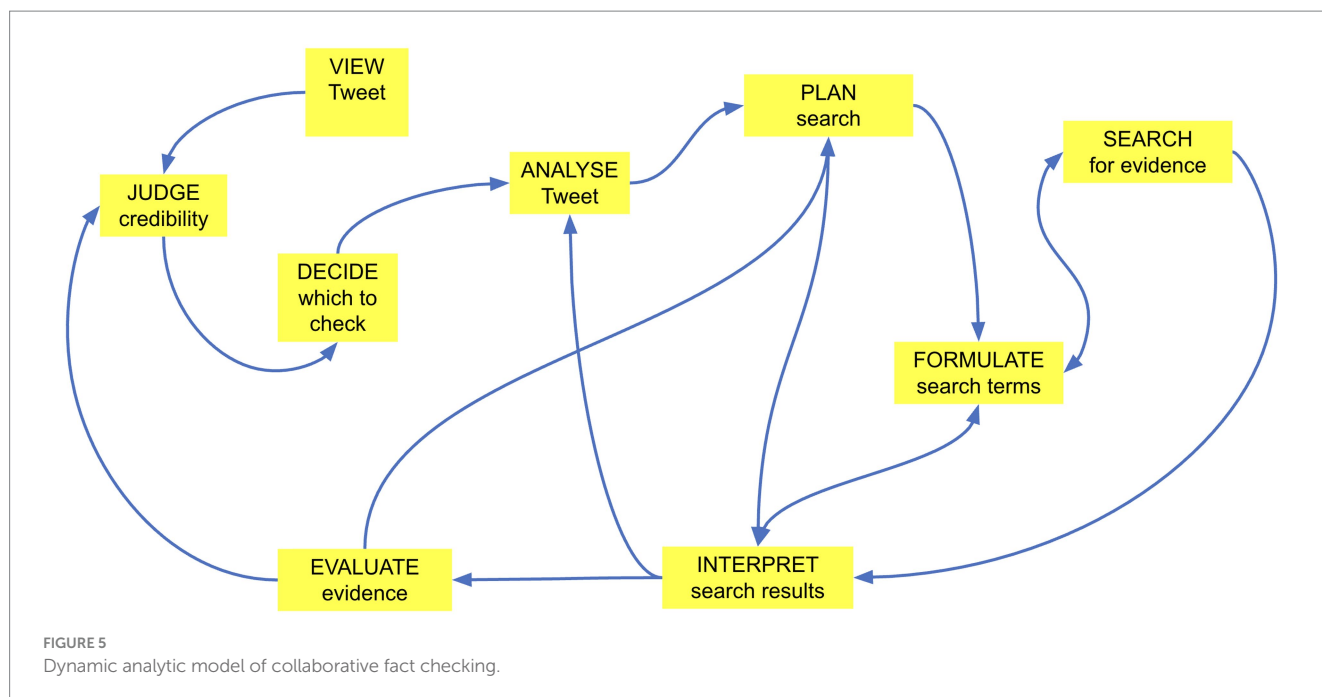 VIEW
Tweet
JUDGE
credibility
DECIDE
which to
check
ANALYSE
Tweet
PLAN
search
SEARCH
for evidence
FORMULATE
search terms
INTERPRET
search results
EVALUATE
evidence
FIGURE 5
Dynamic analytic model of collaborative fact checking.